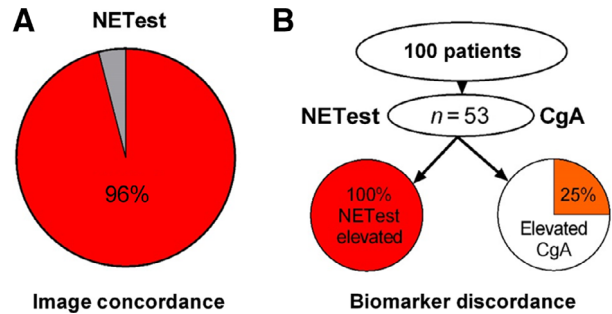 A
NETest
96%
Image concordance
B
100 patients
NETest
n = 53
CgA
100%
NETest
elevated
25%
Elevated
CgA
Biomarker discordance